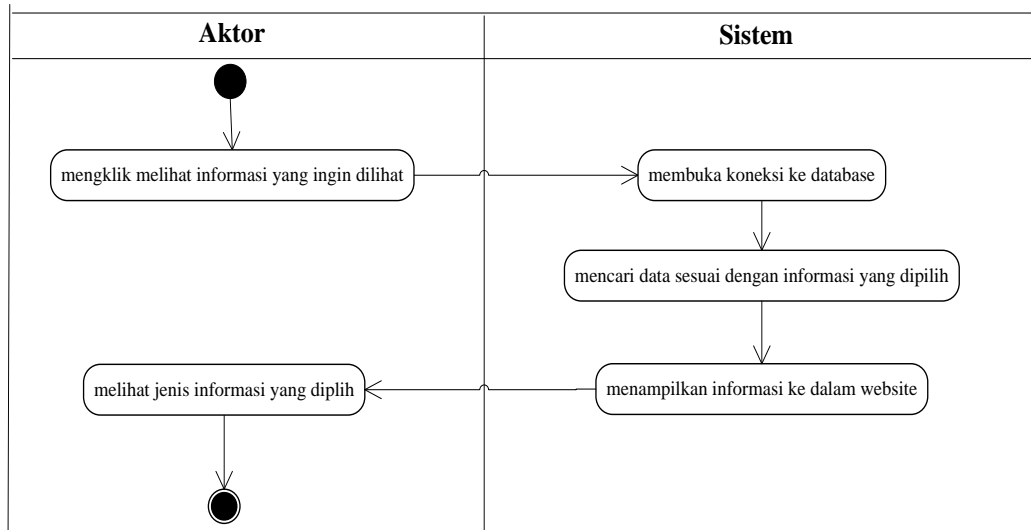 Aktor
Sistem
mengklik melihat informasi yang ingin dilihat
membuka koneksi ke database
mencari data sesuai dengan informasi yang dipilih
menampilkan informasi ke dalam website
melihat jenis informasi yang diplih